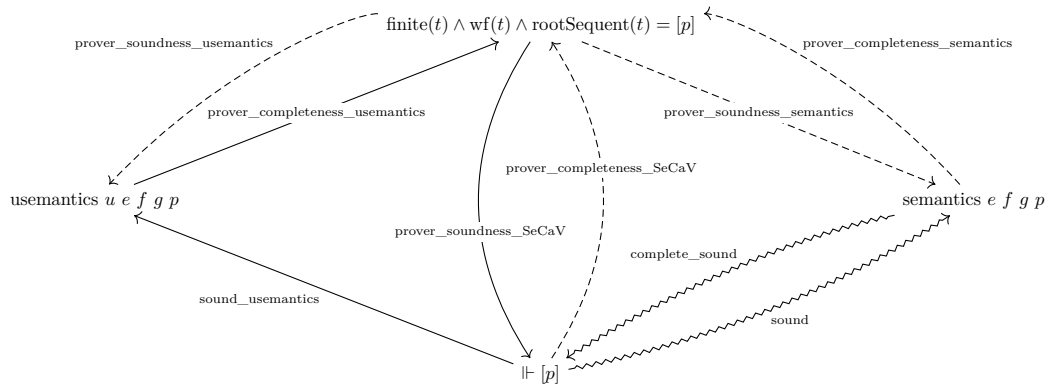 finite(t) ∧ wf(t) ∧ rootSequent(t) = [p]
prover_soundness_usemantics
prover_completeness_semantics
prover_completeness_usemantics
prover_soundness_semantics
prover_completeness_SeCaV
usemantics u e f g p
semantics e f g p
prover_soundness_SeCaV
complete_sound
sound_usemantics
sound
⊩ [p]